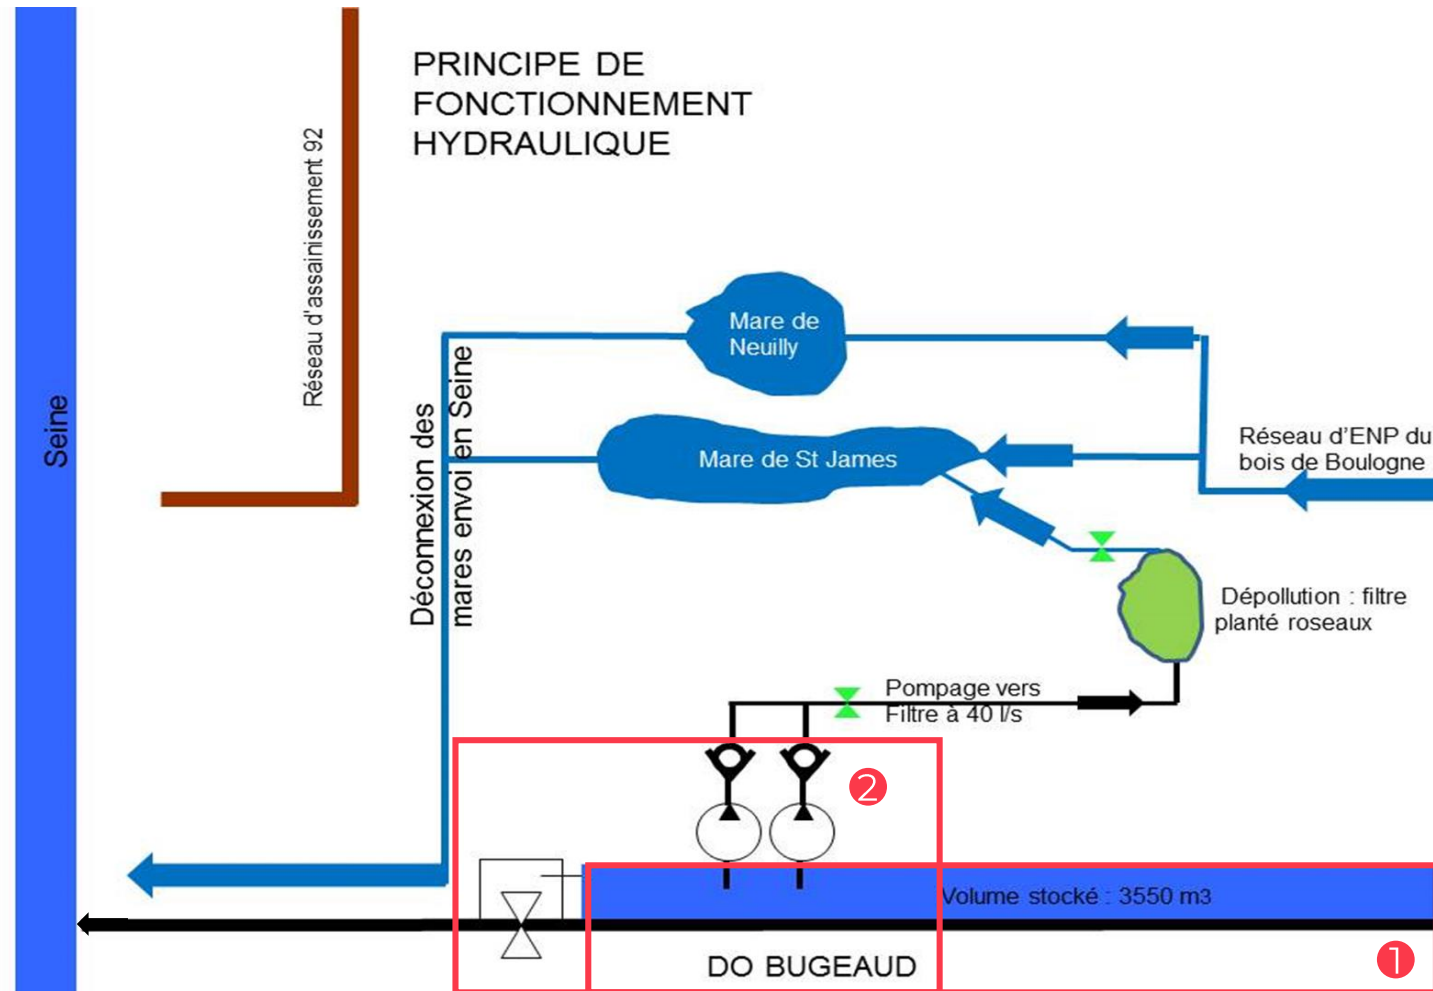 PRINCIPE DE
FONCTIONNEMENT
HYDRAULIQUE
Réseau d'assainissement 92
Seine
Déconnexion des
mares envoi en Seine
Mare de
Neuilly
Mare de St James
Réseau d’ENP du
bois de Boulogne
Dépollution : filtre
planté roseaux
Pompage vers
Filtre à 40 l/s
2
Volume stocké : 3550 m3
DO BUGEAUD
1